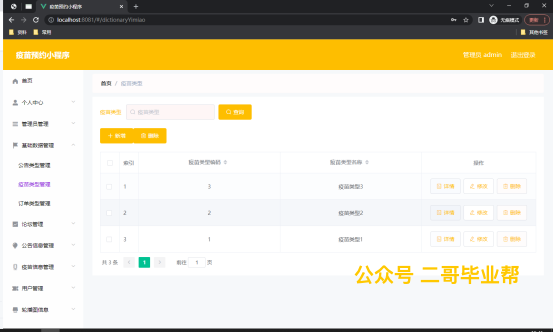 疫苗预约小程序
localhost:8081/#/dictionaryYimiao
无痕模式
更新
资料
常用
其他书签
疫苗预约小程序
管理员 admin
退出登录
首页
个人中心
管理员管理
基础数据管理
公告类型管理
疫苗类型管理
订单类型管理
论坛管理
公告信息管理
疫苗信息管理
用户管理
轮播图信息
首页 / 疫苗类型
疫苗类型
疫苗类型
查询
+ 新增
删除
索引 疫苗类型编码 疫苗类型名称 操作
1 3 疫苗类型3 详情 修改 删除
2 2 疫苗类型2 详情 修改 删除
3 1 疫苗类型1 详情 修改 删除
共 3 条 < 1 > 前往 1 页
公众号 二哥毕业帮